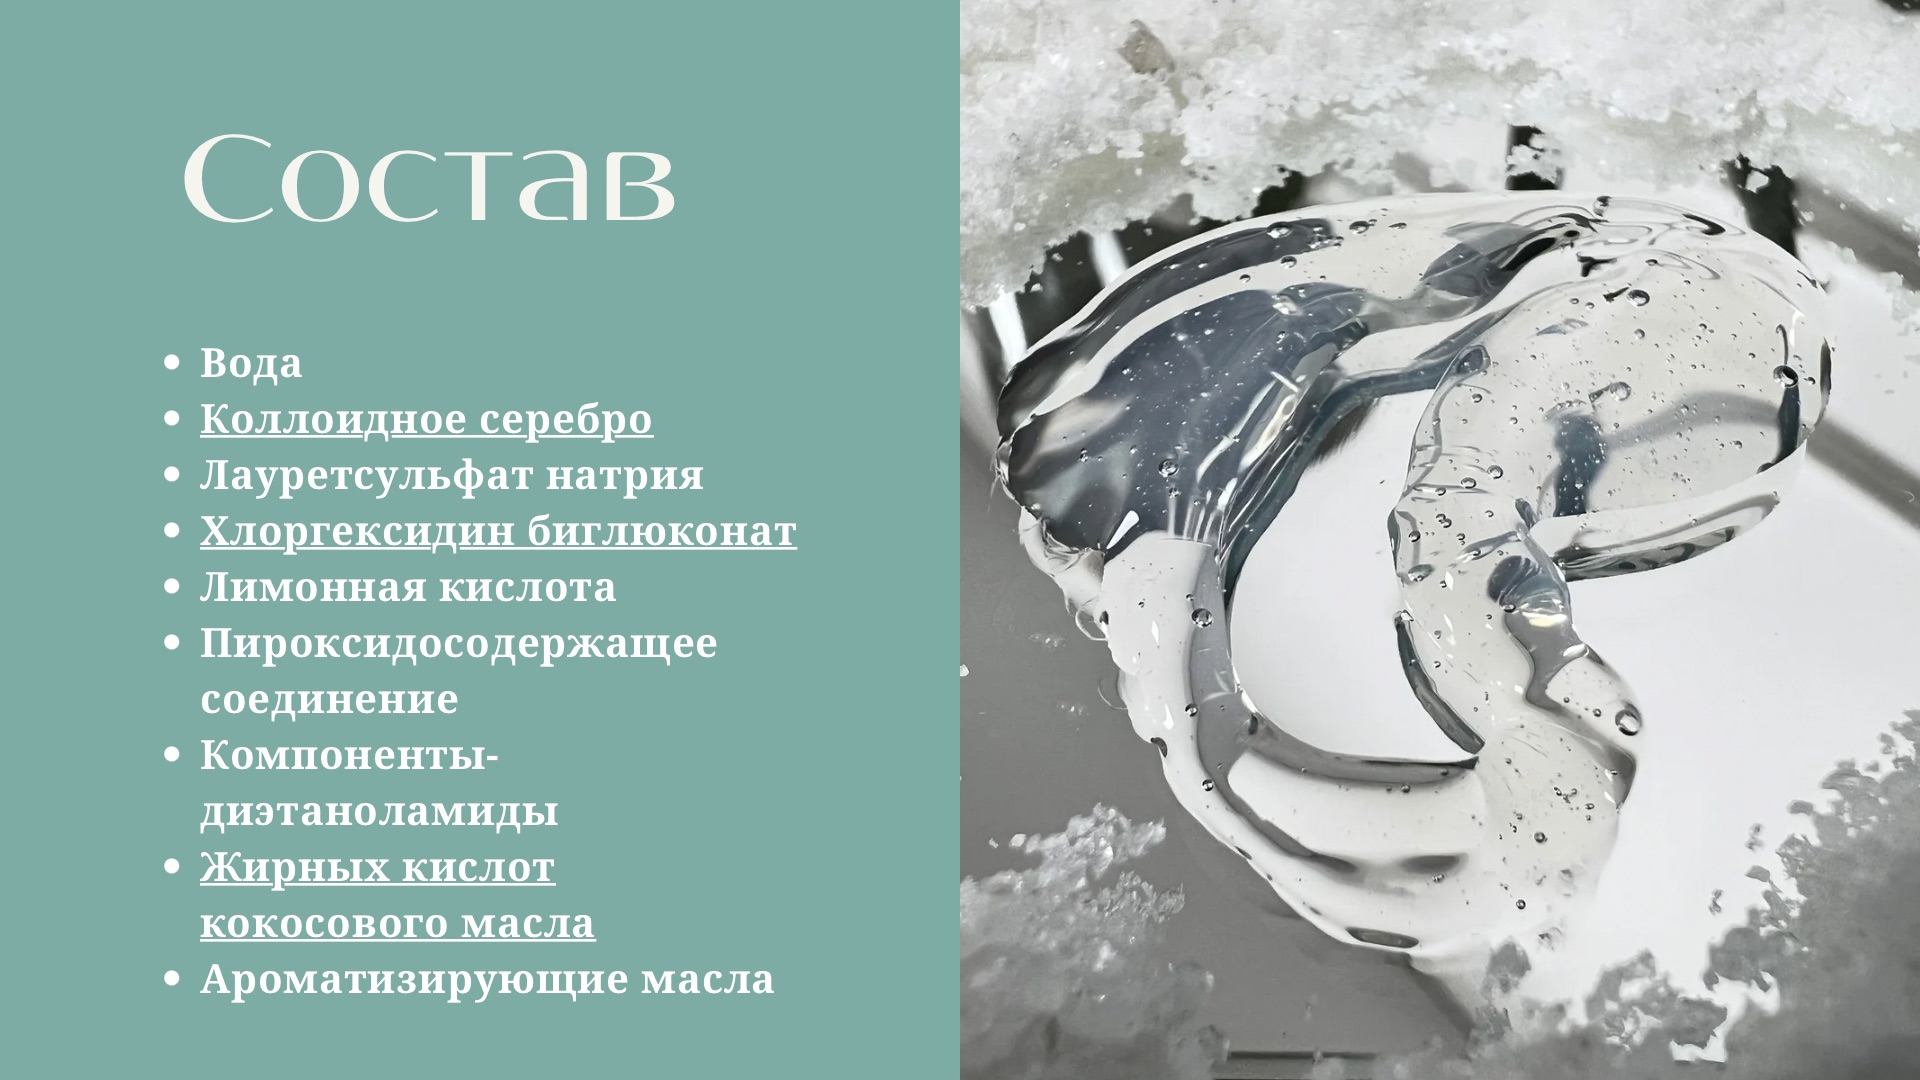 Состав
Вода
Коллоидное серебро
Лауретсульфат натрия
Хлоргексидин биглюконат
Лимонная кислота
Пироксидосодержащее
соединение
Компоненты-
диэтаноламиды
Жирных кислот
кокосового масла
Ароматизирующие масла